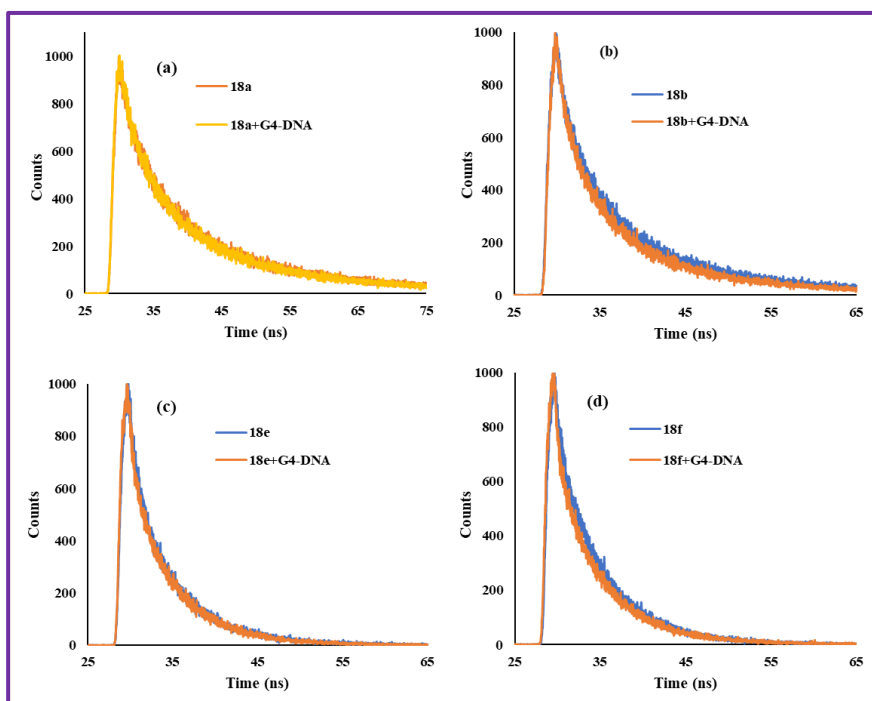 (a)
18a
18a+G4-DNA
Counts
1000
800
600
400
200
0
25 35 45 55 65 75
Time (ns)
(b)
18b
18b+G4-DNA
Counts
1000
800
600
400
200
0
25 35 45 55 65
Time (ns)
(c)
18e
18e+G4-DNA
Counts
1000
800
600
400
200
0
25 35 45 55 65
Time (ns)
(d)
18f
18f+G4-DNA
Counts
1000
800
600
400
200
0
25 35 45 55 65
Time (ns)